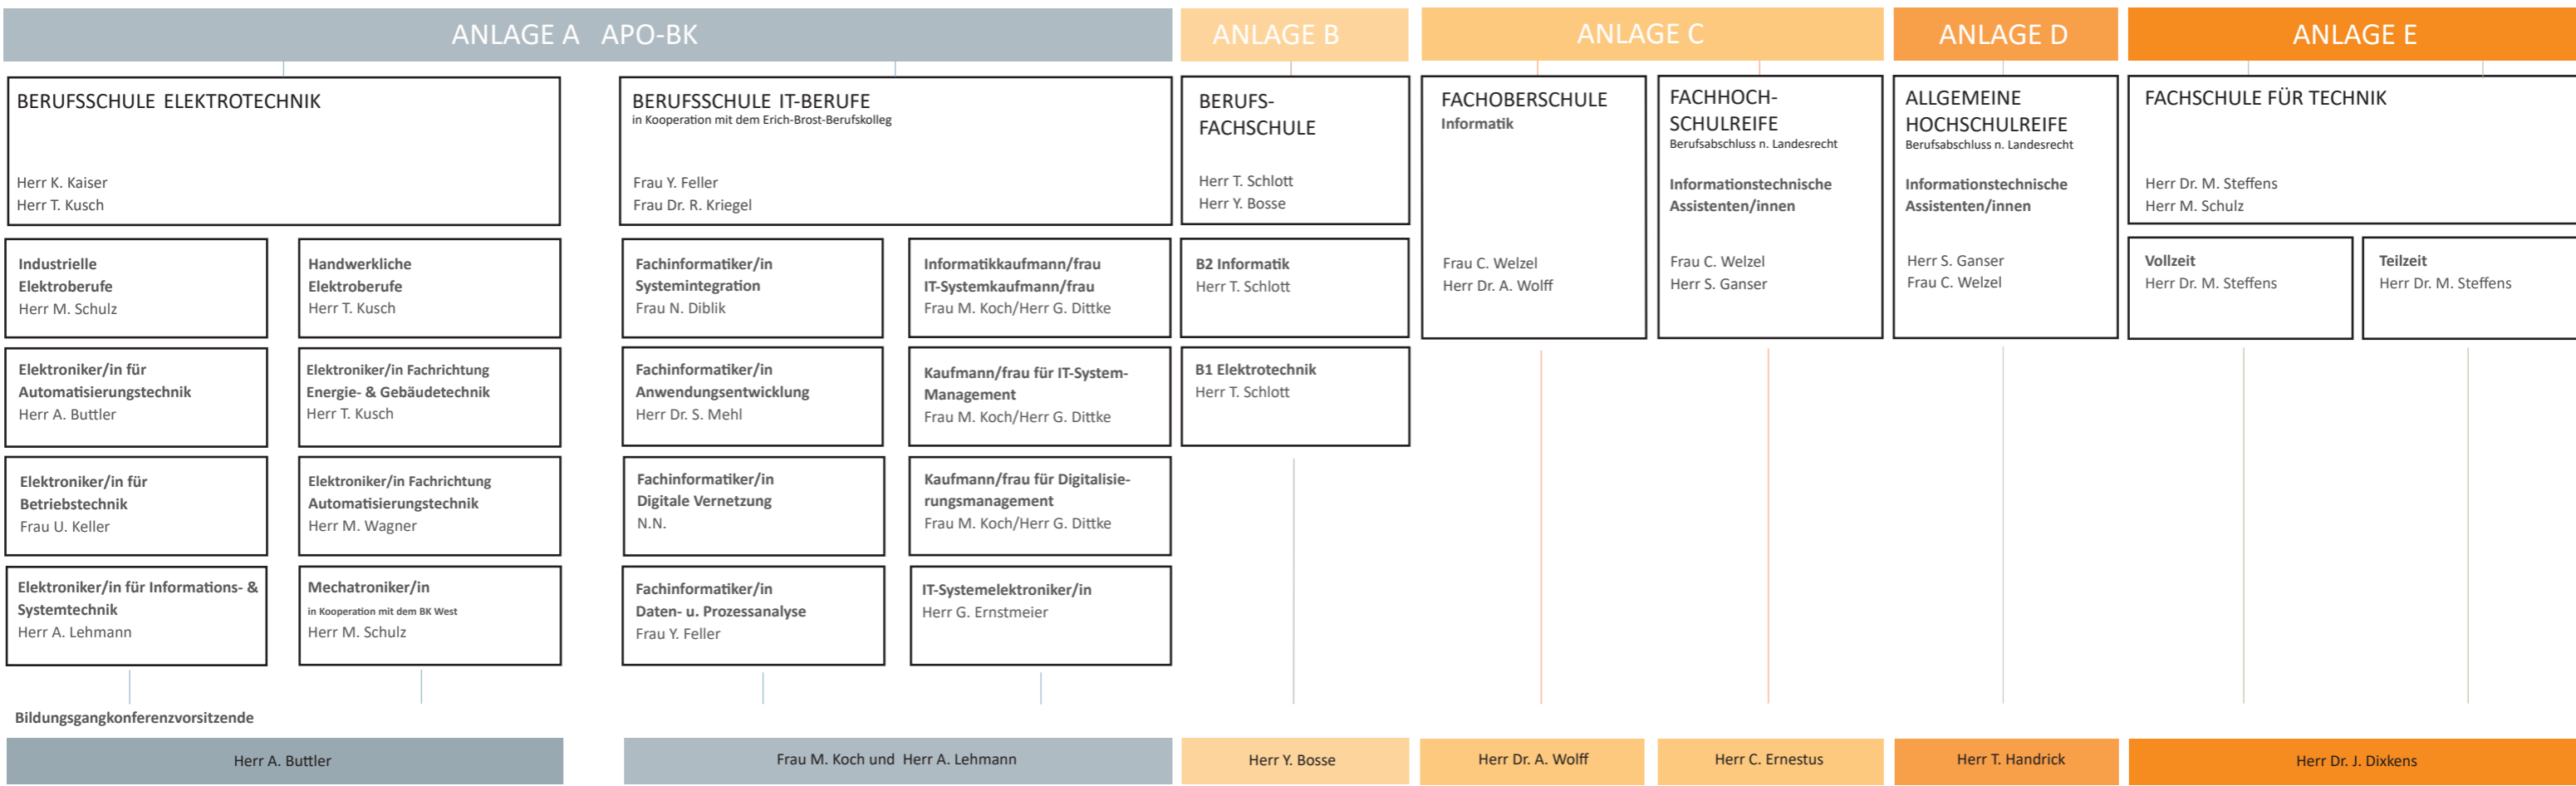 ANLAGE A APO-BK
BERUFSSCHULE ELEKTROTECHNIK
Herr K. Kaiser
Herr T. Kusch
Industrielle
Elektroberufe
Herr M. Schulz
Elektroniker/in für
Automatisierungstechnik
Herr A. Buttler
Elektroniker/in für
Betriebstechnik
Frau U. Keller
Elektroniker/in für Informations- &
Systemtechnik
Herr A. Lehmann
Handwerkliche
Elektroberufe
Herr T. Kusch
Elektroniker/in Fachrichtung
Energie- & Gebäudetechnik
Herr T. Kusch
Elektroniker/in Fachrichtung
Automatisierungstechnik
Herr M. Wagner
Mechatroniker/in
in Kooperation mit dem BK West
Herr M. Schulz
BERUFSSCHULE IT-BERUFE
in Kooperation mit dem Erich-Brost-Berufskolleg
Frau Y. Feller
Frau Dr. R. Kriegel
Fachinformatiker/in
Systemintegration
Frau N. Diblik
Fachinformatiker/in
Anwendungsentwicklung
Herr Dr. S. Mehl
Fachinformatiker/in
Digitale Vernetzung
N.N.
Fachinformatiker/in
Daten- u. Prozessanalyse
Frau Y. Feller
Informatikkaufmann/frau
IT-Systemkaufmann/frau
Frau M. Koch/Herr G. Dittke
Kaufmann/frau für IT-System-
Management
Frau M. Koch/Herr G. Dittke
Kaufmann/frau für Digitalisie-
rungsmanagement
Frau M. Koch/Herr G. Dittke
IT-Systemelektroniker/in
Herr G. Ernstmeier
ANLAGE B
BERUFS-
FACHSCHULE
Herr T. Schlott
Herr Y. Bosse
B2 Informatik
Herr T. Schlott
B1 Elektrotechnik
Herr T. Schlott
ANLAGE C
FACHOBERSCHULE
Informatik
Frau C. Welzel
Herr Dr. A. Wolff
FACHHOCH-
SCHULREIFE
Berufsabschluss n. Landesrecht
Informationstechnische
Assistenten/innen
Frau C. Welzel
Herr S. Ganser
ANLAGE D
ALLGEMEINE
HOCHSCHULREIFE
Berufsabschluss n. Landesrecht
Informationstechnische
Assistenten/innen
Herr S. Ganser
Frau C. Welzel
ANLAGE E
FACHSCHULE FÜR TECHNIK
Herr Dr. M. Steffens
Herr M. Schulz
Vollzeit
Herr Dr. M. Steffens
Teilzeit
Herr Dr. M. Steffens
Bildungsgangkonferenzvorsitzende
Herr A. Buttler
Frau M. Koch und Herr A. Lehmann
Herr Y. Bosse
Herr Dr. A. Wolff
Herr C. Ernestus
Herr T. Handrick
Herr Dr. J. Dixkens